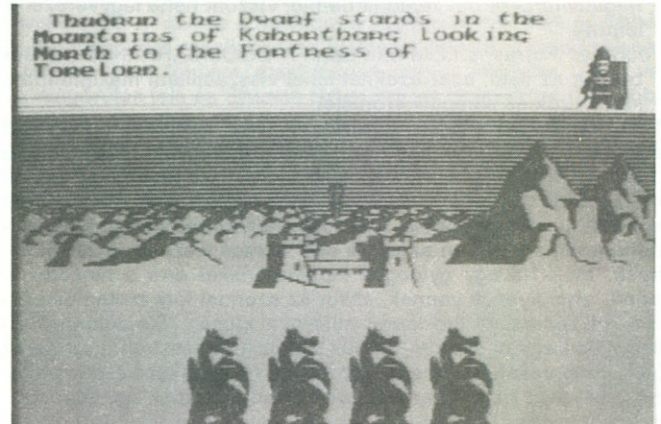 Thudrun the Dwarf stands in the
Mountains of Kahorthang looking
North to the Fortress of
Torelorn.